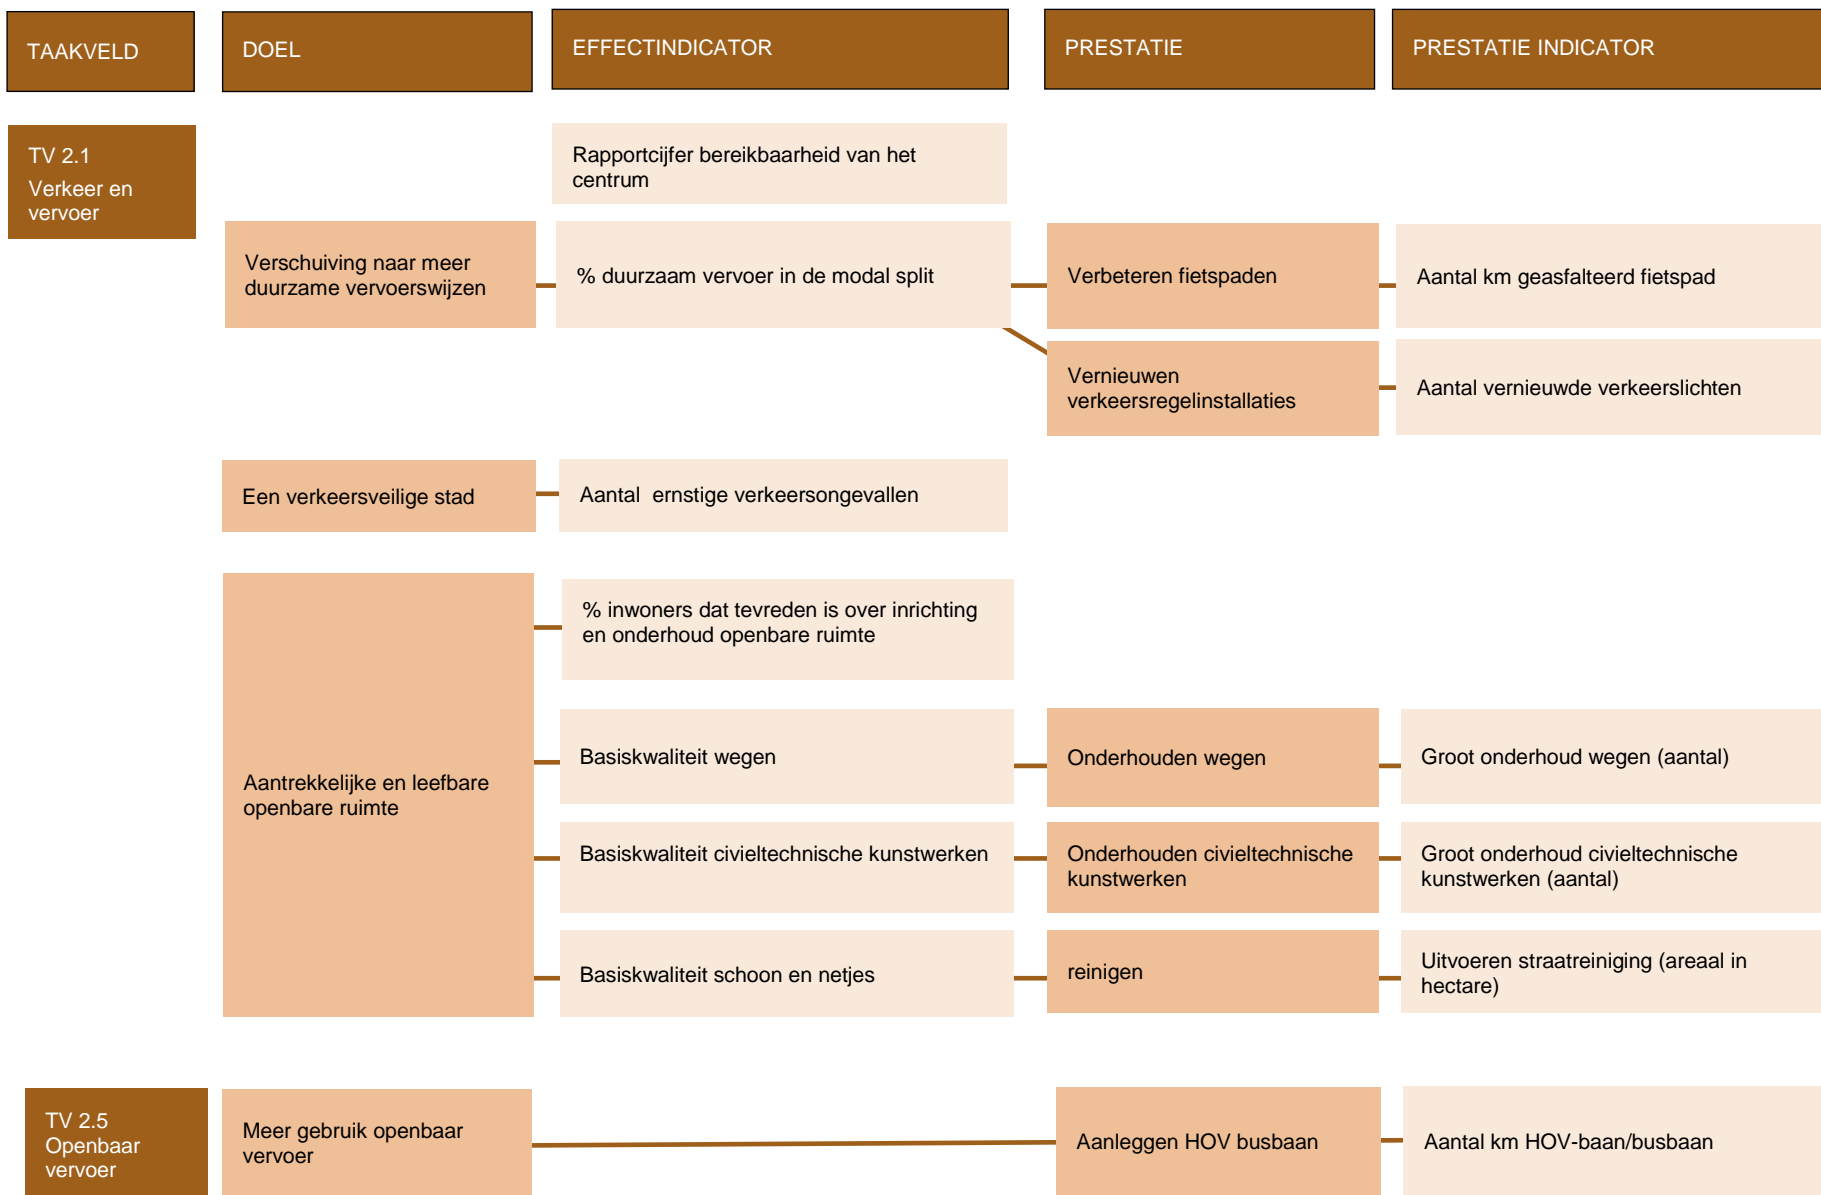 TAAKVELD
DOEL
EFFECTINDICATOR
PRESTATIE
PRESTATIE INDICATOR
TV 2.1
Verkeer en
vervoer
Rapportcijfer bereikbaarheid van het
centrum
Verschuiving naar meer
duurzame vervoerswijzen
% duurzaam vervoer in de modal split
Verbeteren fietspaden
Aantal km geasfalteerd fietspad
Vernieuwen
verkeersregelinstallaties
Aantal vernieuwde verkeerslichten
Een verkeersveilige stad
Aantal  ernstige verkeersongevallen
Aantrekkelijke en leefbare
openbare ruimte
% inwoners dat tevreden is over inrichting
en onderhoud openbare ruimte
Basiskwaliteit wegen
Onderhouden wegen
Groot onderhoud wegen (aantal)
Basiskwaliteit civieltechnische kunstwerken
Onderhouden civieltechnische
kunstwerken
Groot onderhoud civieltechnische
kunstwerken (aantal)
Basiskwaliteit schoon en netjes
reinigen
Uitvoeren straatreiniging (areaal in
hectare)
TV 2.5
Openbaar
vervoer
Meer gebruik openbaar
vervoer
Aanleggen HOV busbaan
Aantal km HOV-baan/busbaan